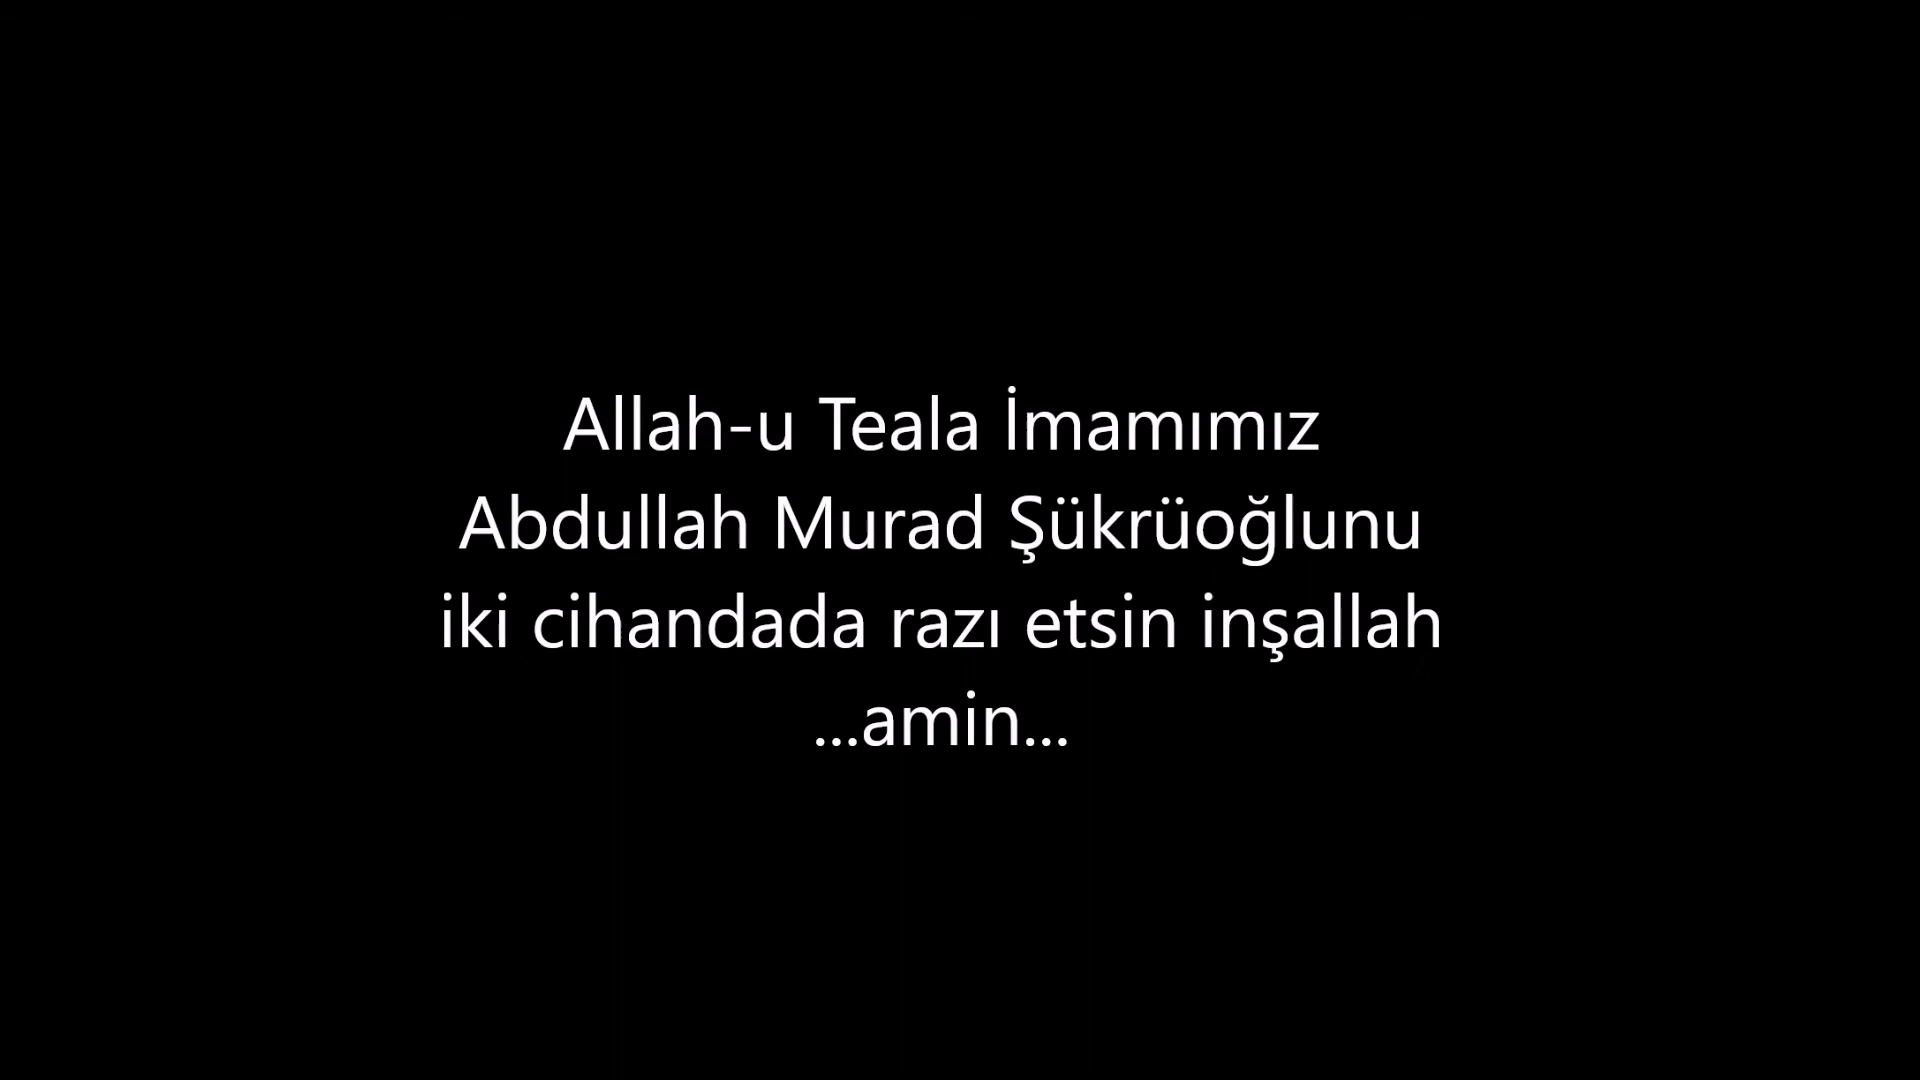 Allah-u Teala İmamımız
Abdullah Murad Şükrüoğlunu
iki cihandada razı etsin inşallah
...amin...